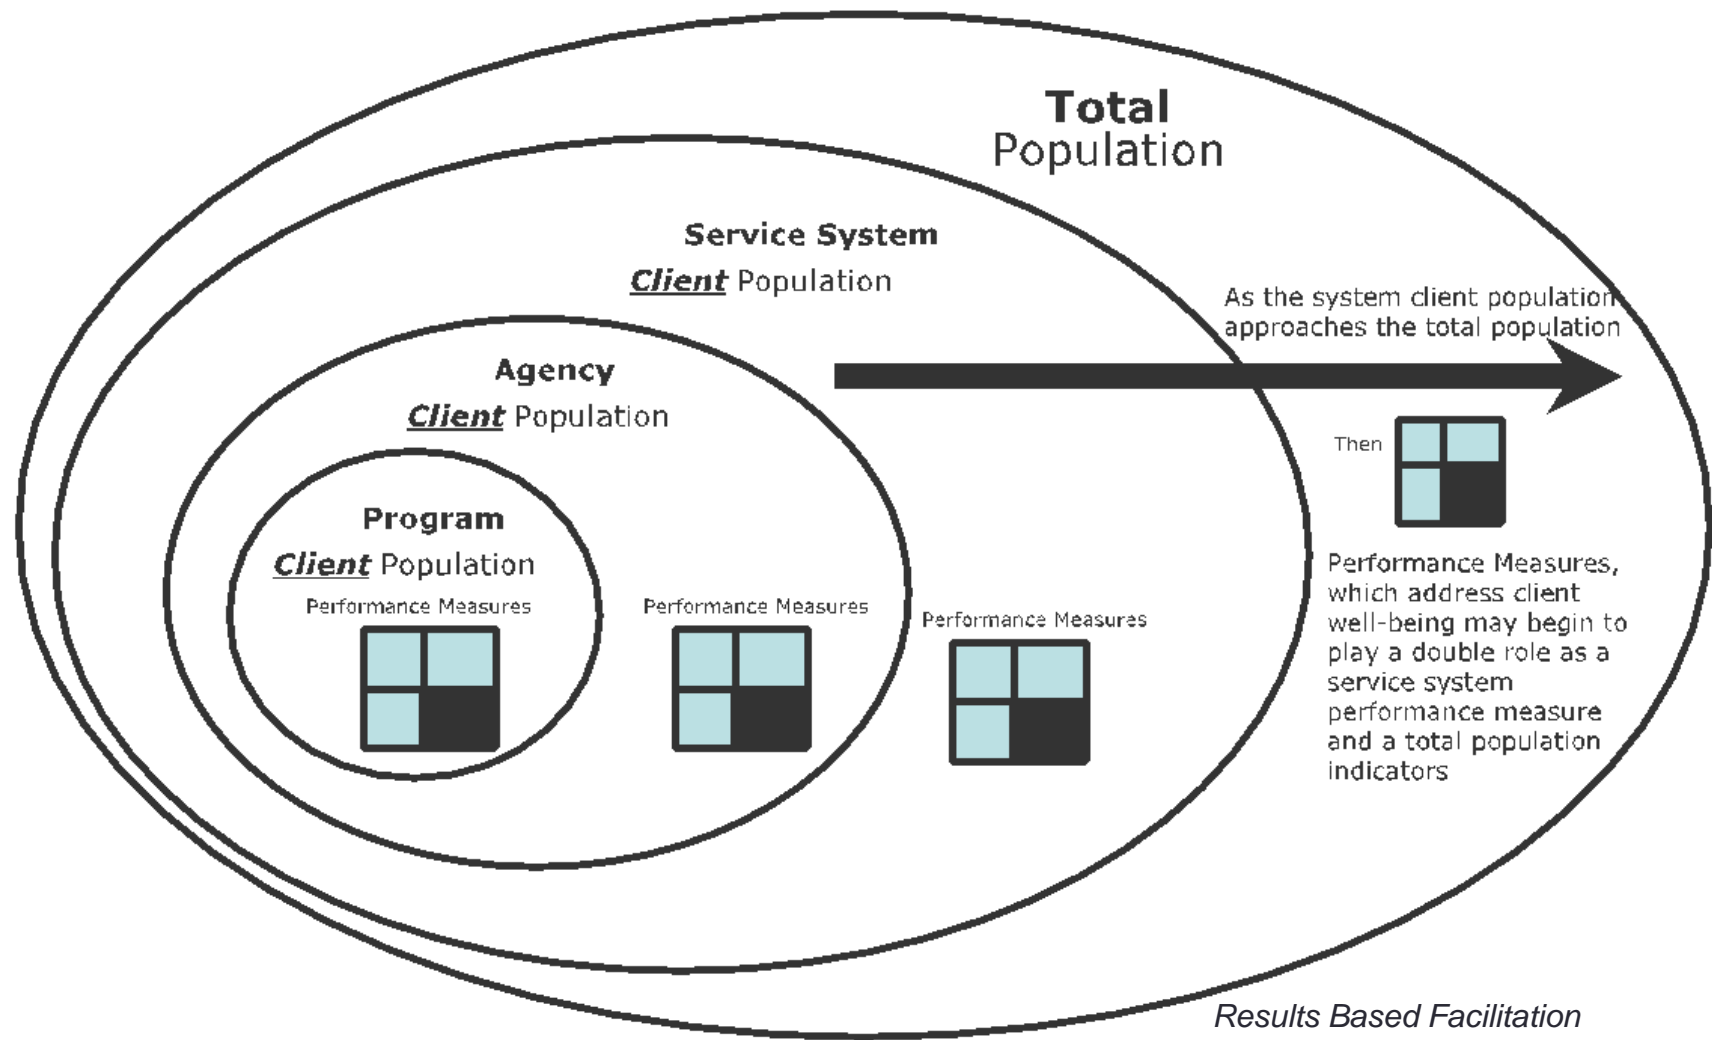 Total
Population
Service System
Client Population
As the system client population
approaches the total population
Agency
Client Population
Then
Program
Client Population
Performance Measures
Performance Measures
Performance Measures
Performance Measures,
which address client
well-being may begin to
play a double role as a
service system
performance measure
and a total population
indicators
Results Based Facilitation